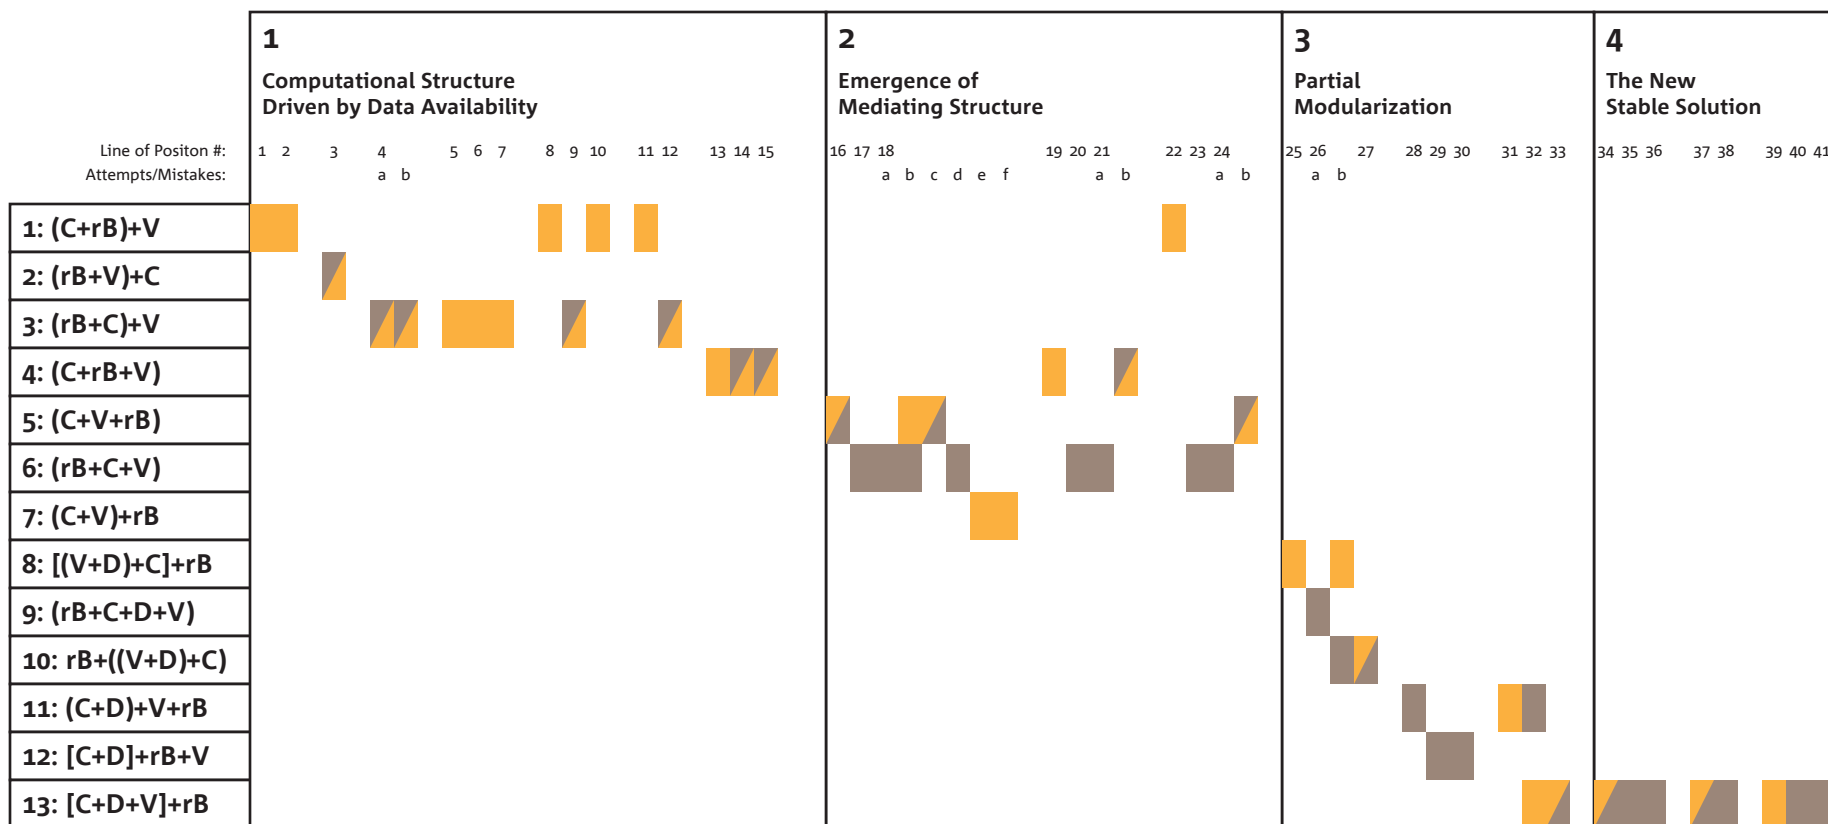 1
Computational Structure
Driven by Data Availability
2
Emergence of
Mediating Structure
3
Partial
Modularization
4
The New
Stable Solution
Line of Positon #: 1 2 3 4 5 6 7 8 9 10 11 12 13 14 15 16 17 18 19 20 21 22 23 24 25 26 27 28 29 30 31 32 33 34 35 36 37 38 39 40 41
Attempts/Mistakes: a b a b c d e f a b a b a b
1: (C+rB)+V
2: (rB+V)+C
3: (rB+C)+V
4: (C+rB+V)
5: (C+V+rB)
6: (rB+C+V)
7: (C+V)+rB
8: [(V+D)+C]+rB
9: (rB+C+D+V)
10: rB+((V+D)+C)
11: (C+D)+V+rB
12: [C+D]+rB+V
13: [C+D+V]+rB